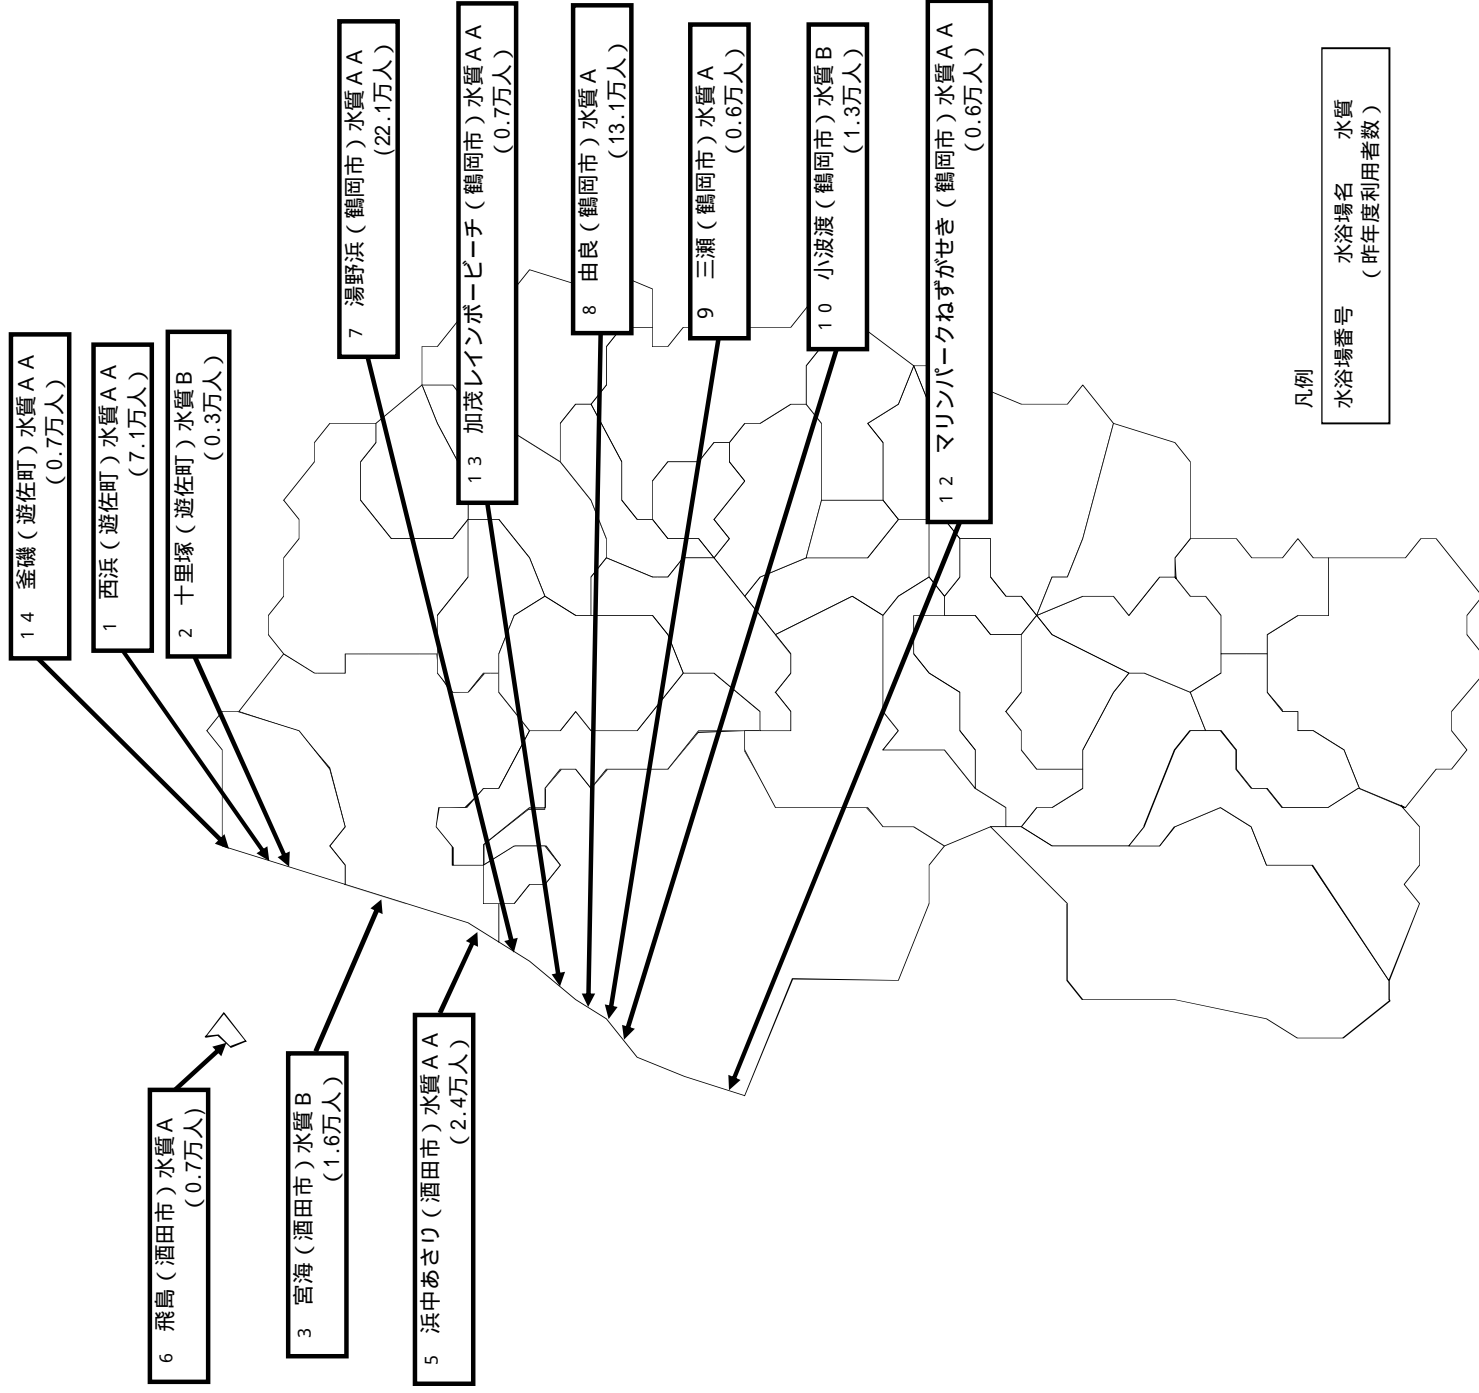 14 釜磯(遊佐町)水質AA
(0.7万人)
1 西浜(遊佐町)水質AA
(7.1万人)
2 十里塚(遊佐町)水質B
(0.3万人)
7 湯野浜(鶴岡市)水質AA
(22.1万人)
13 加茂レインボービーチ(鶴岡市)水質AA
(0.7万人)
8 由良(鶴岡市)水質A
(13.1万人)
9 三瀬(鶴岡市)水質A
(0.6万人)
10 小波渡(鶴岡市)水質B
(1.3万人)
12 マリンパークねずがせき(鶴岡市)水質AA
(0.6万人)
6 飛島(酒田市)水質A
(0.7万人)
3 宮海(酒田市)水質B
(1.6万人)
5 浜中あさり(酒田市)水質AA
(2.4万人)
凡例
水浴場番号 水浴場名 水質
(昨年度利用者数)